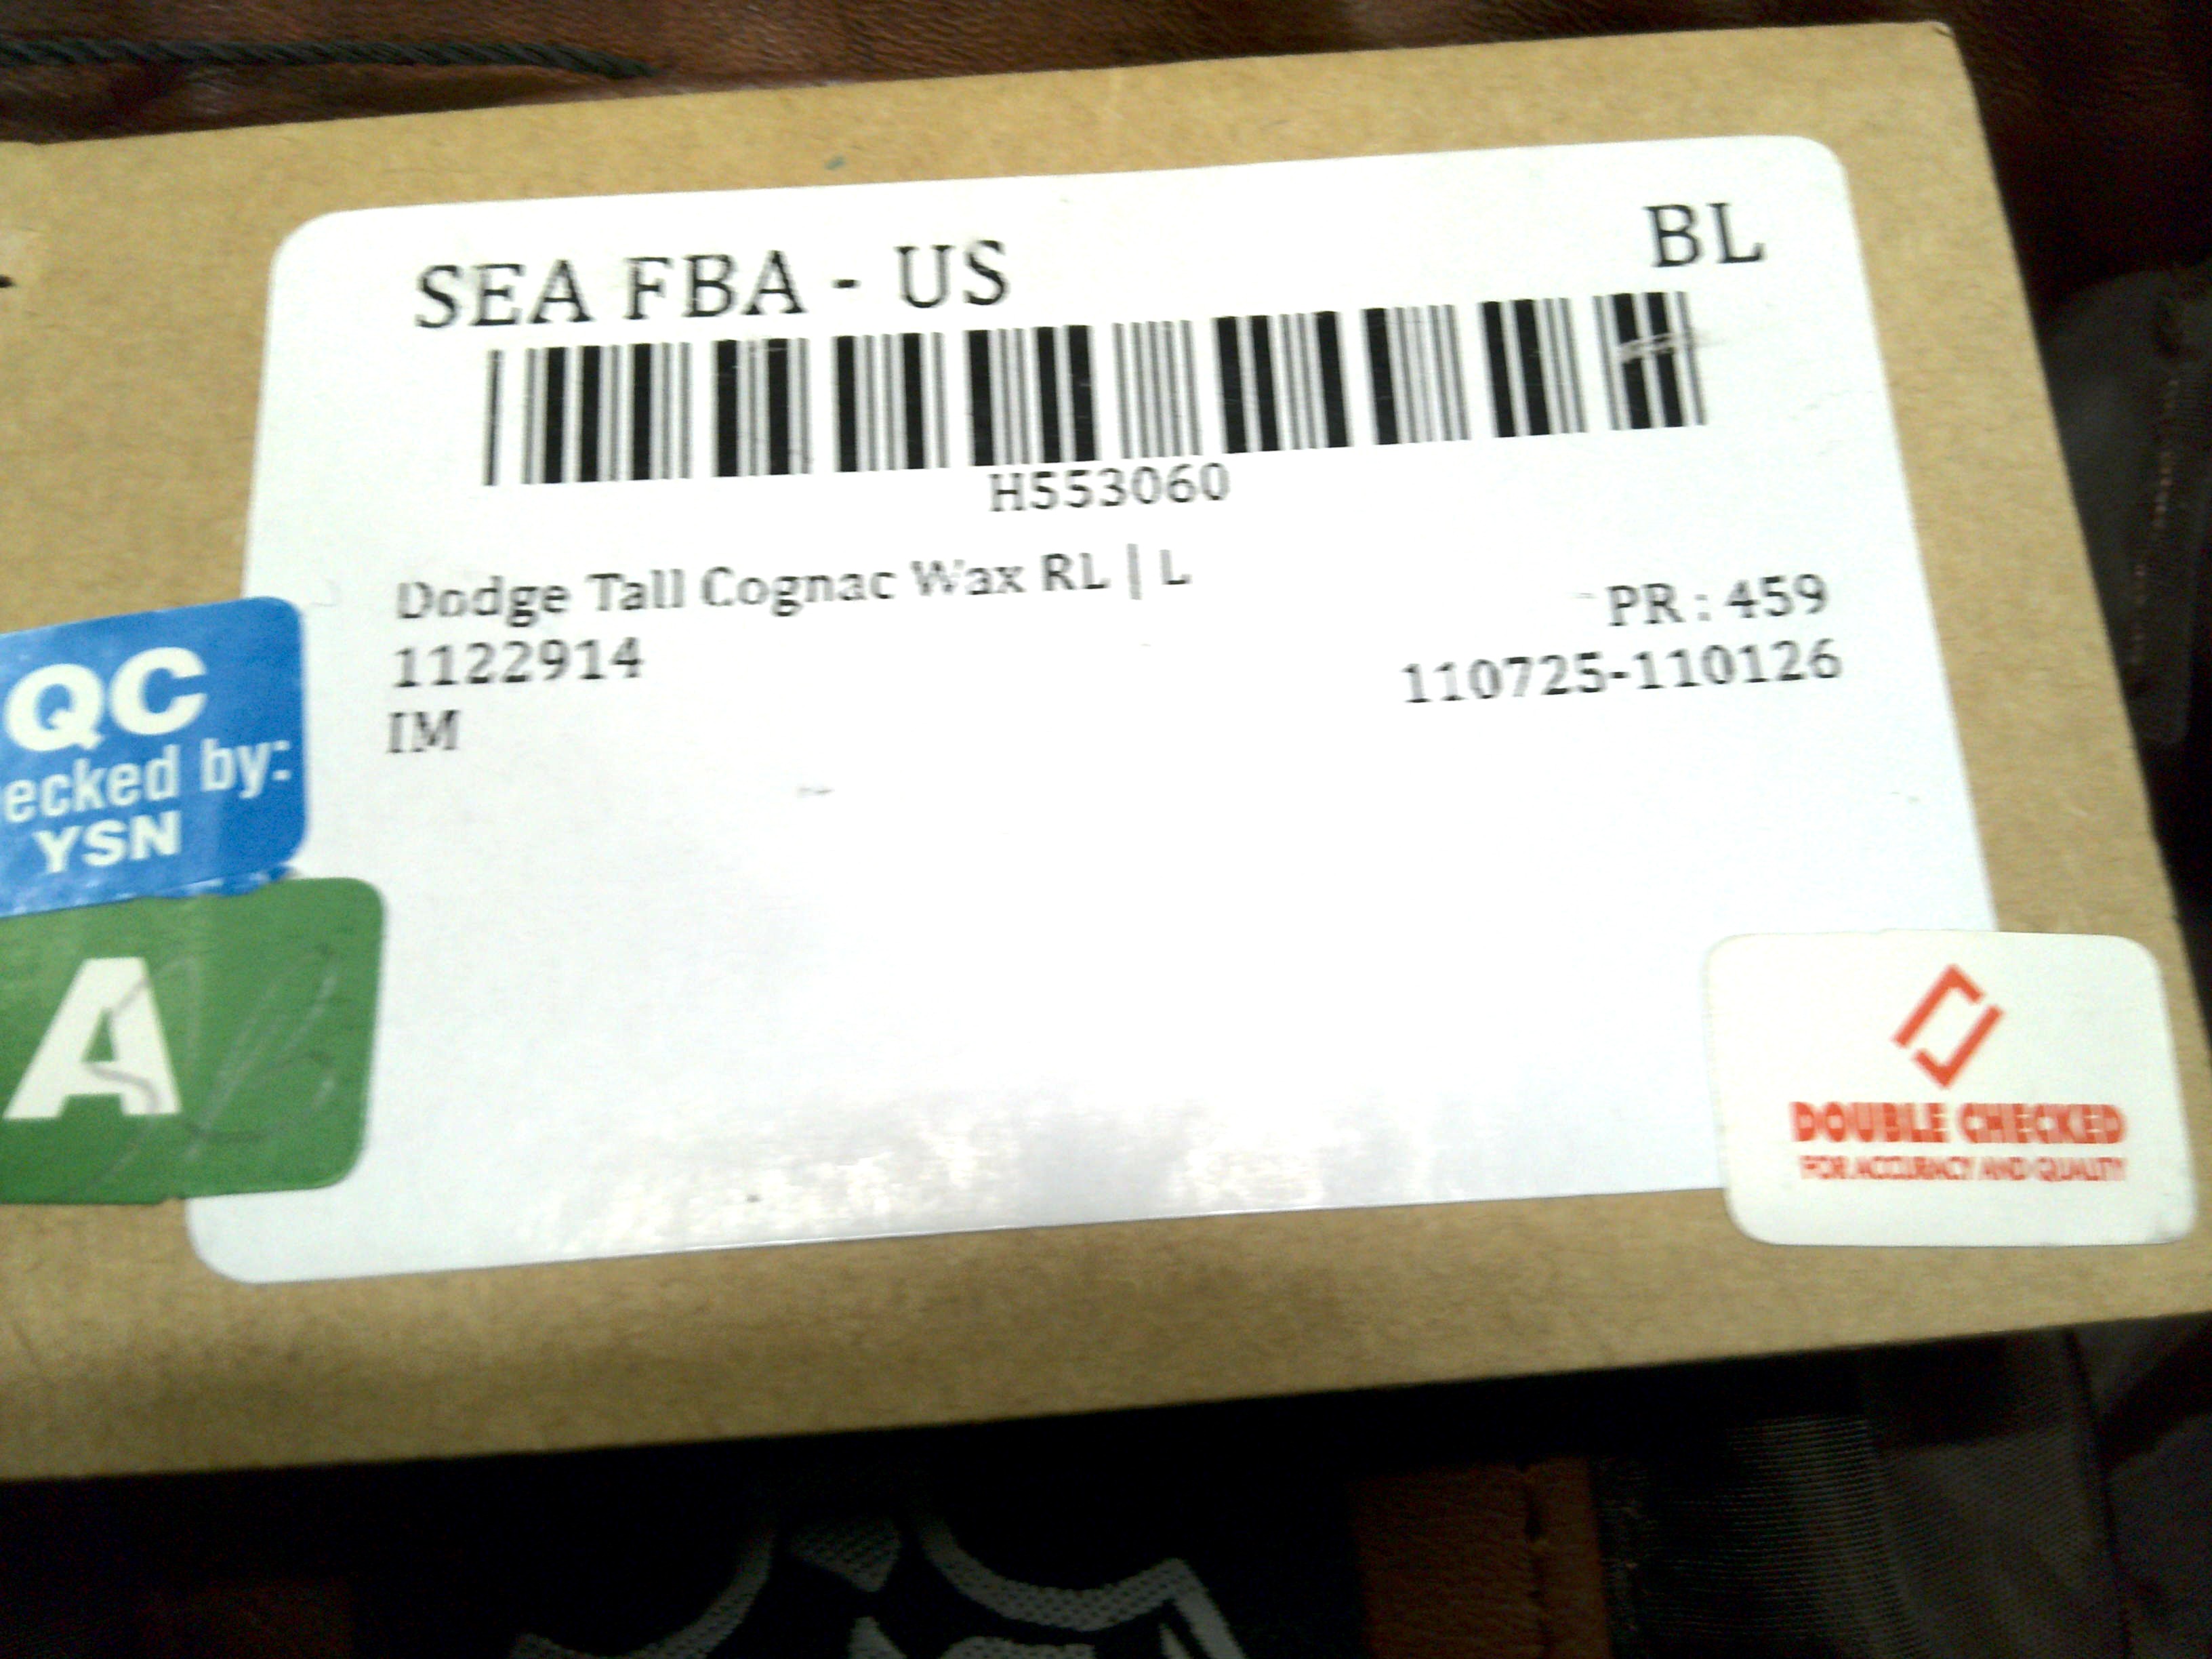 SEA FBA - US BL
H553060
Dodge Tall Cognac Wax RL | L
PR : 459
1122914
110725-110126
IM
QC
ecked by:
YSN
A
DOUBLE CHECKED
FOR ACCURACY AND QUALITY